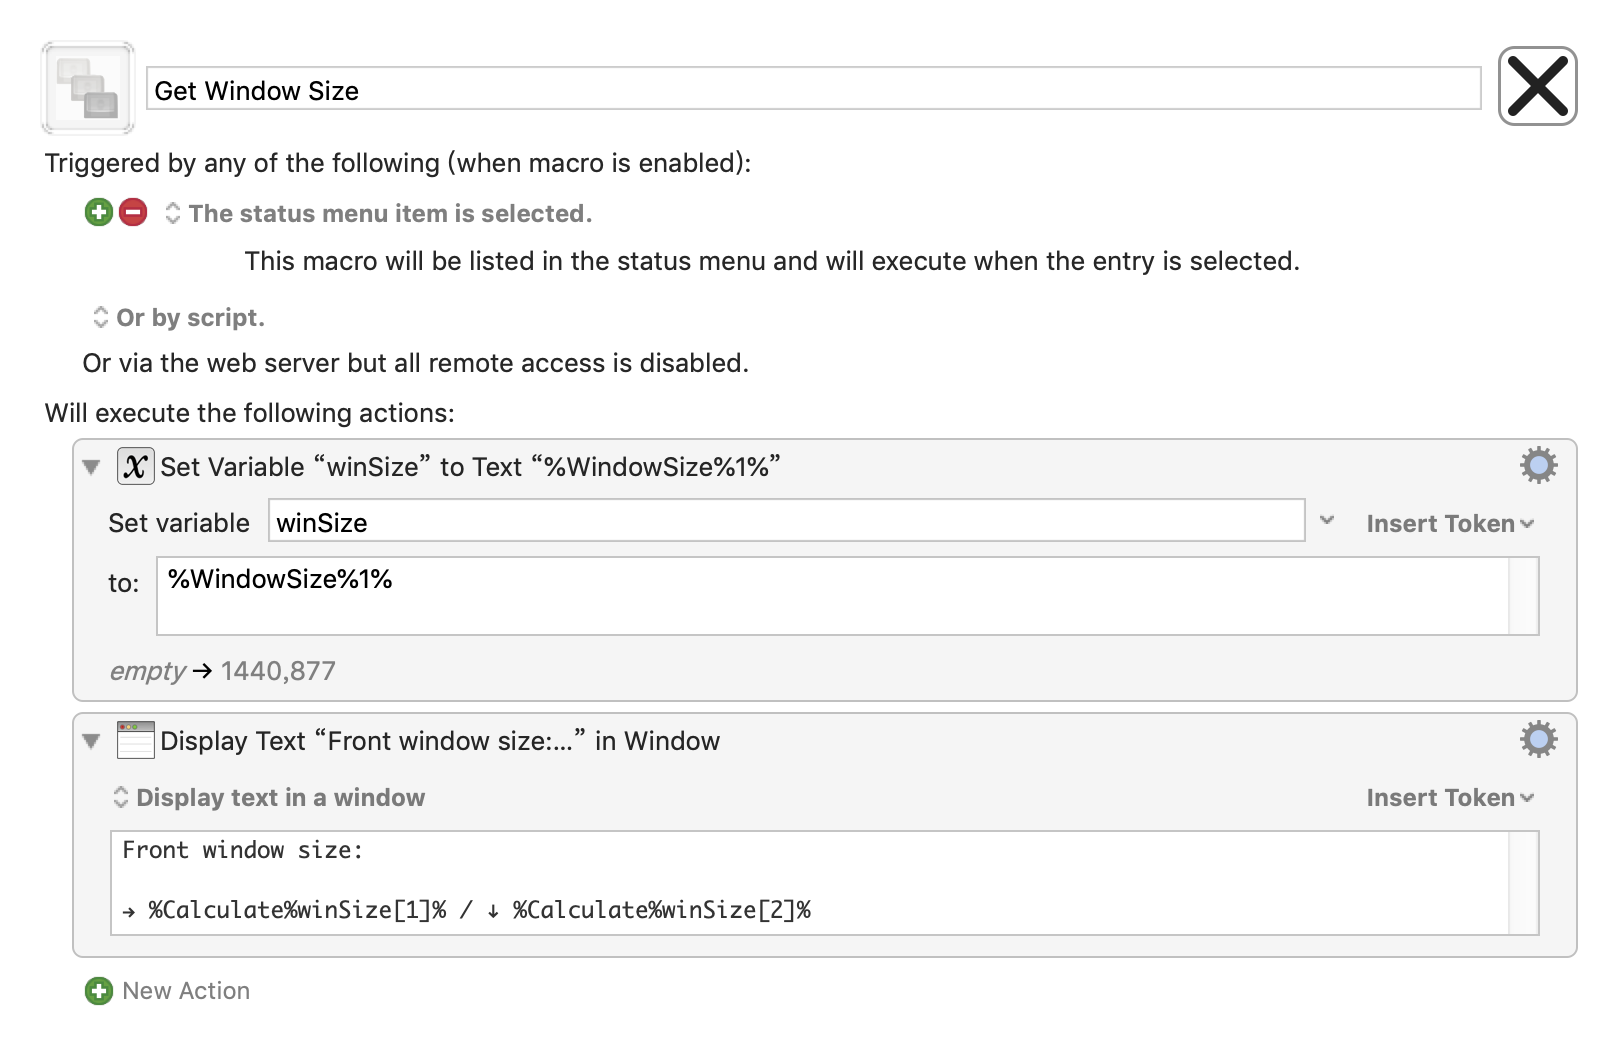 Get Window Size
Triggered by any of the following (when macro is enabled):
The status menu item is selected.
This macro will be listed in the status menu and will execute when the entry is selected.
Or by script.
Or via the web server but all remote access is disabled.
Will execute the following actions:
x Set Variable “winSize” to Text “%WindowSize%1%”
Set variable winSize Insert Token
to: %WindowSize%1%
empty → 1440,877
Display Text “Front window size:…” in Window
Display text in a window Insert Token
Front window size:
→ %Calculate%winSize[1]% / ↓ %Calculate%winSize[2]%
New Action